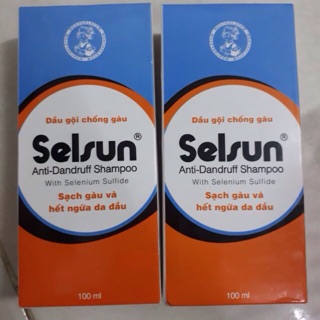 Dầu gội chống gàu
Selsun®
Anti-Dandruff Shampoo
With Selenium Sulfide
Sạch gàu và
hết ngứa da đầu
100 ml
Dầu gội chống gàu
Selsun®
Anti-Dandruff Shampoo
With Selenium Sulfide
Sạch gàu và
hết ngứa da đầu
100 ml